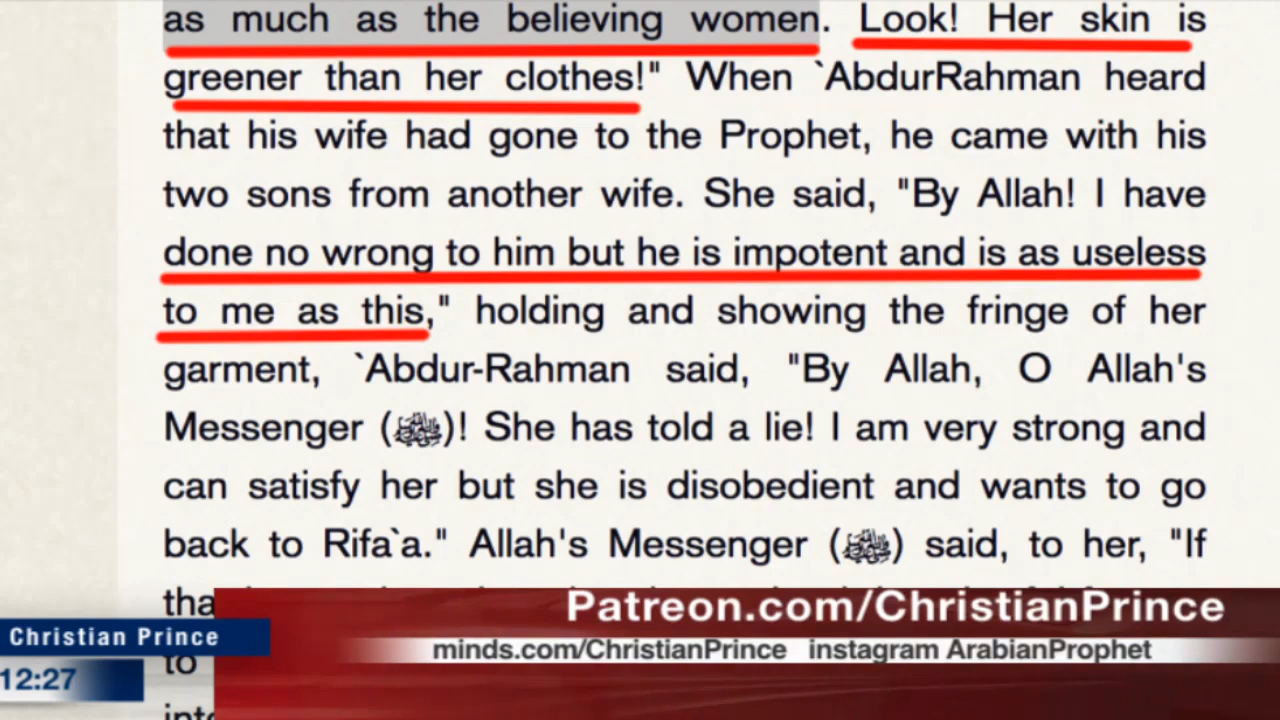 as much as the believing women. Look! Her skin is
greener than her clothes!" When `AbdurRahman heard
that his wife had gone to the Prophet, he came with his
two sons from another wife. She said, "By Allah! I have
done no wrong to him but he is impotent and is as useless
to me as this," holding and showing the fringe of her
garment, `Abdur-Rahman said, "By Allah, O Allah's
Messenger (ﷺ)! She has told a lie! I am very strong and
can satisfy her but she is disobedient and wants to go
back to Rifa`a." Allah's Messenger (ﷺ) said, to her, "If
Patreon.com/ChristianPrince
Christian Prince
minds.com/ChristianPrince instagram ArabianProphet
to
12:27